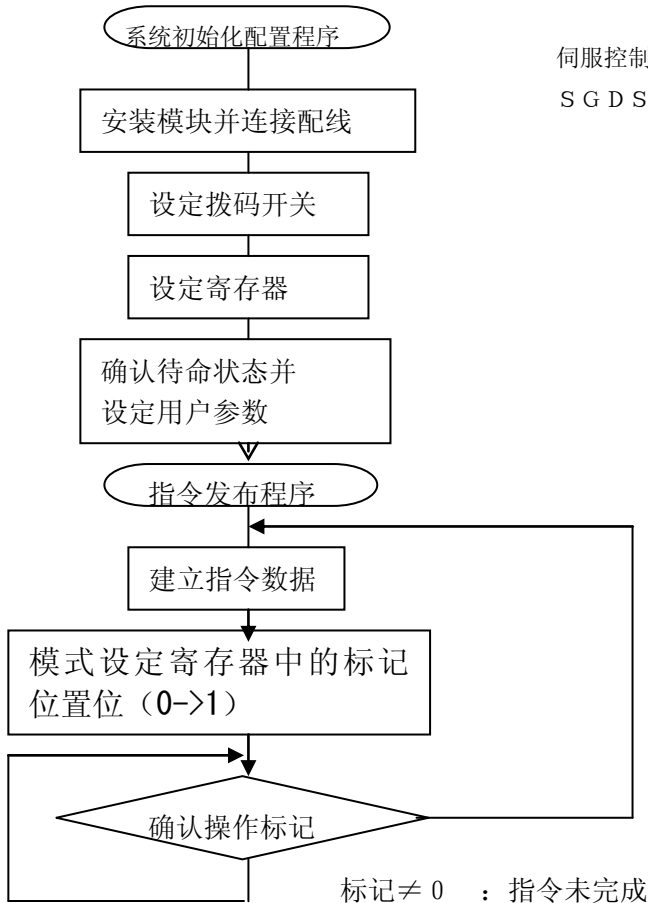 系统初始化配置程序
伺服控制
ＳＧＤＳ
安装模块并连接配线
设定拨码开关
设定寄存器
确认待命状态并
设定用户参数
指令发布程序
建立指令数据
模式设定寄存器中的标记
位置位（0->1）
确认操作标记
标记≠０ ：指令未完成